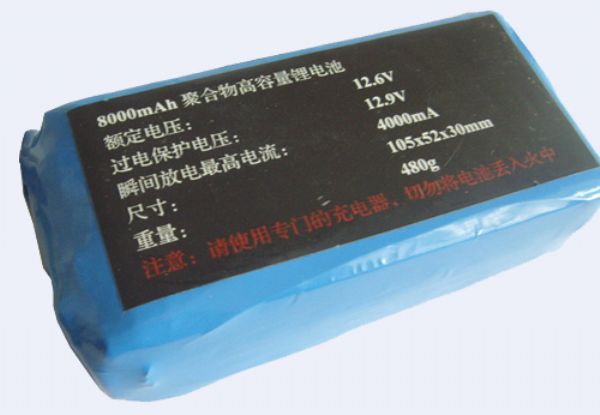 8000mAh 聚合物高容量锂电池
额定电压： 12.6V
过电保护电压： 12.9V
瞬间放电最高电流： 4000mA
尺寸： 105x52x30mm
重量： 480g
注意：请使用专门的充电器、切勿将电池丢入火中